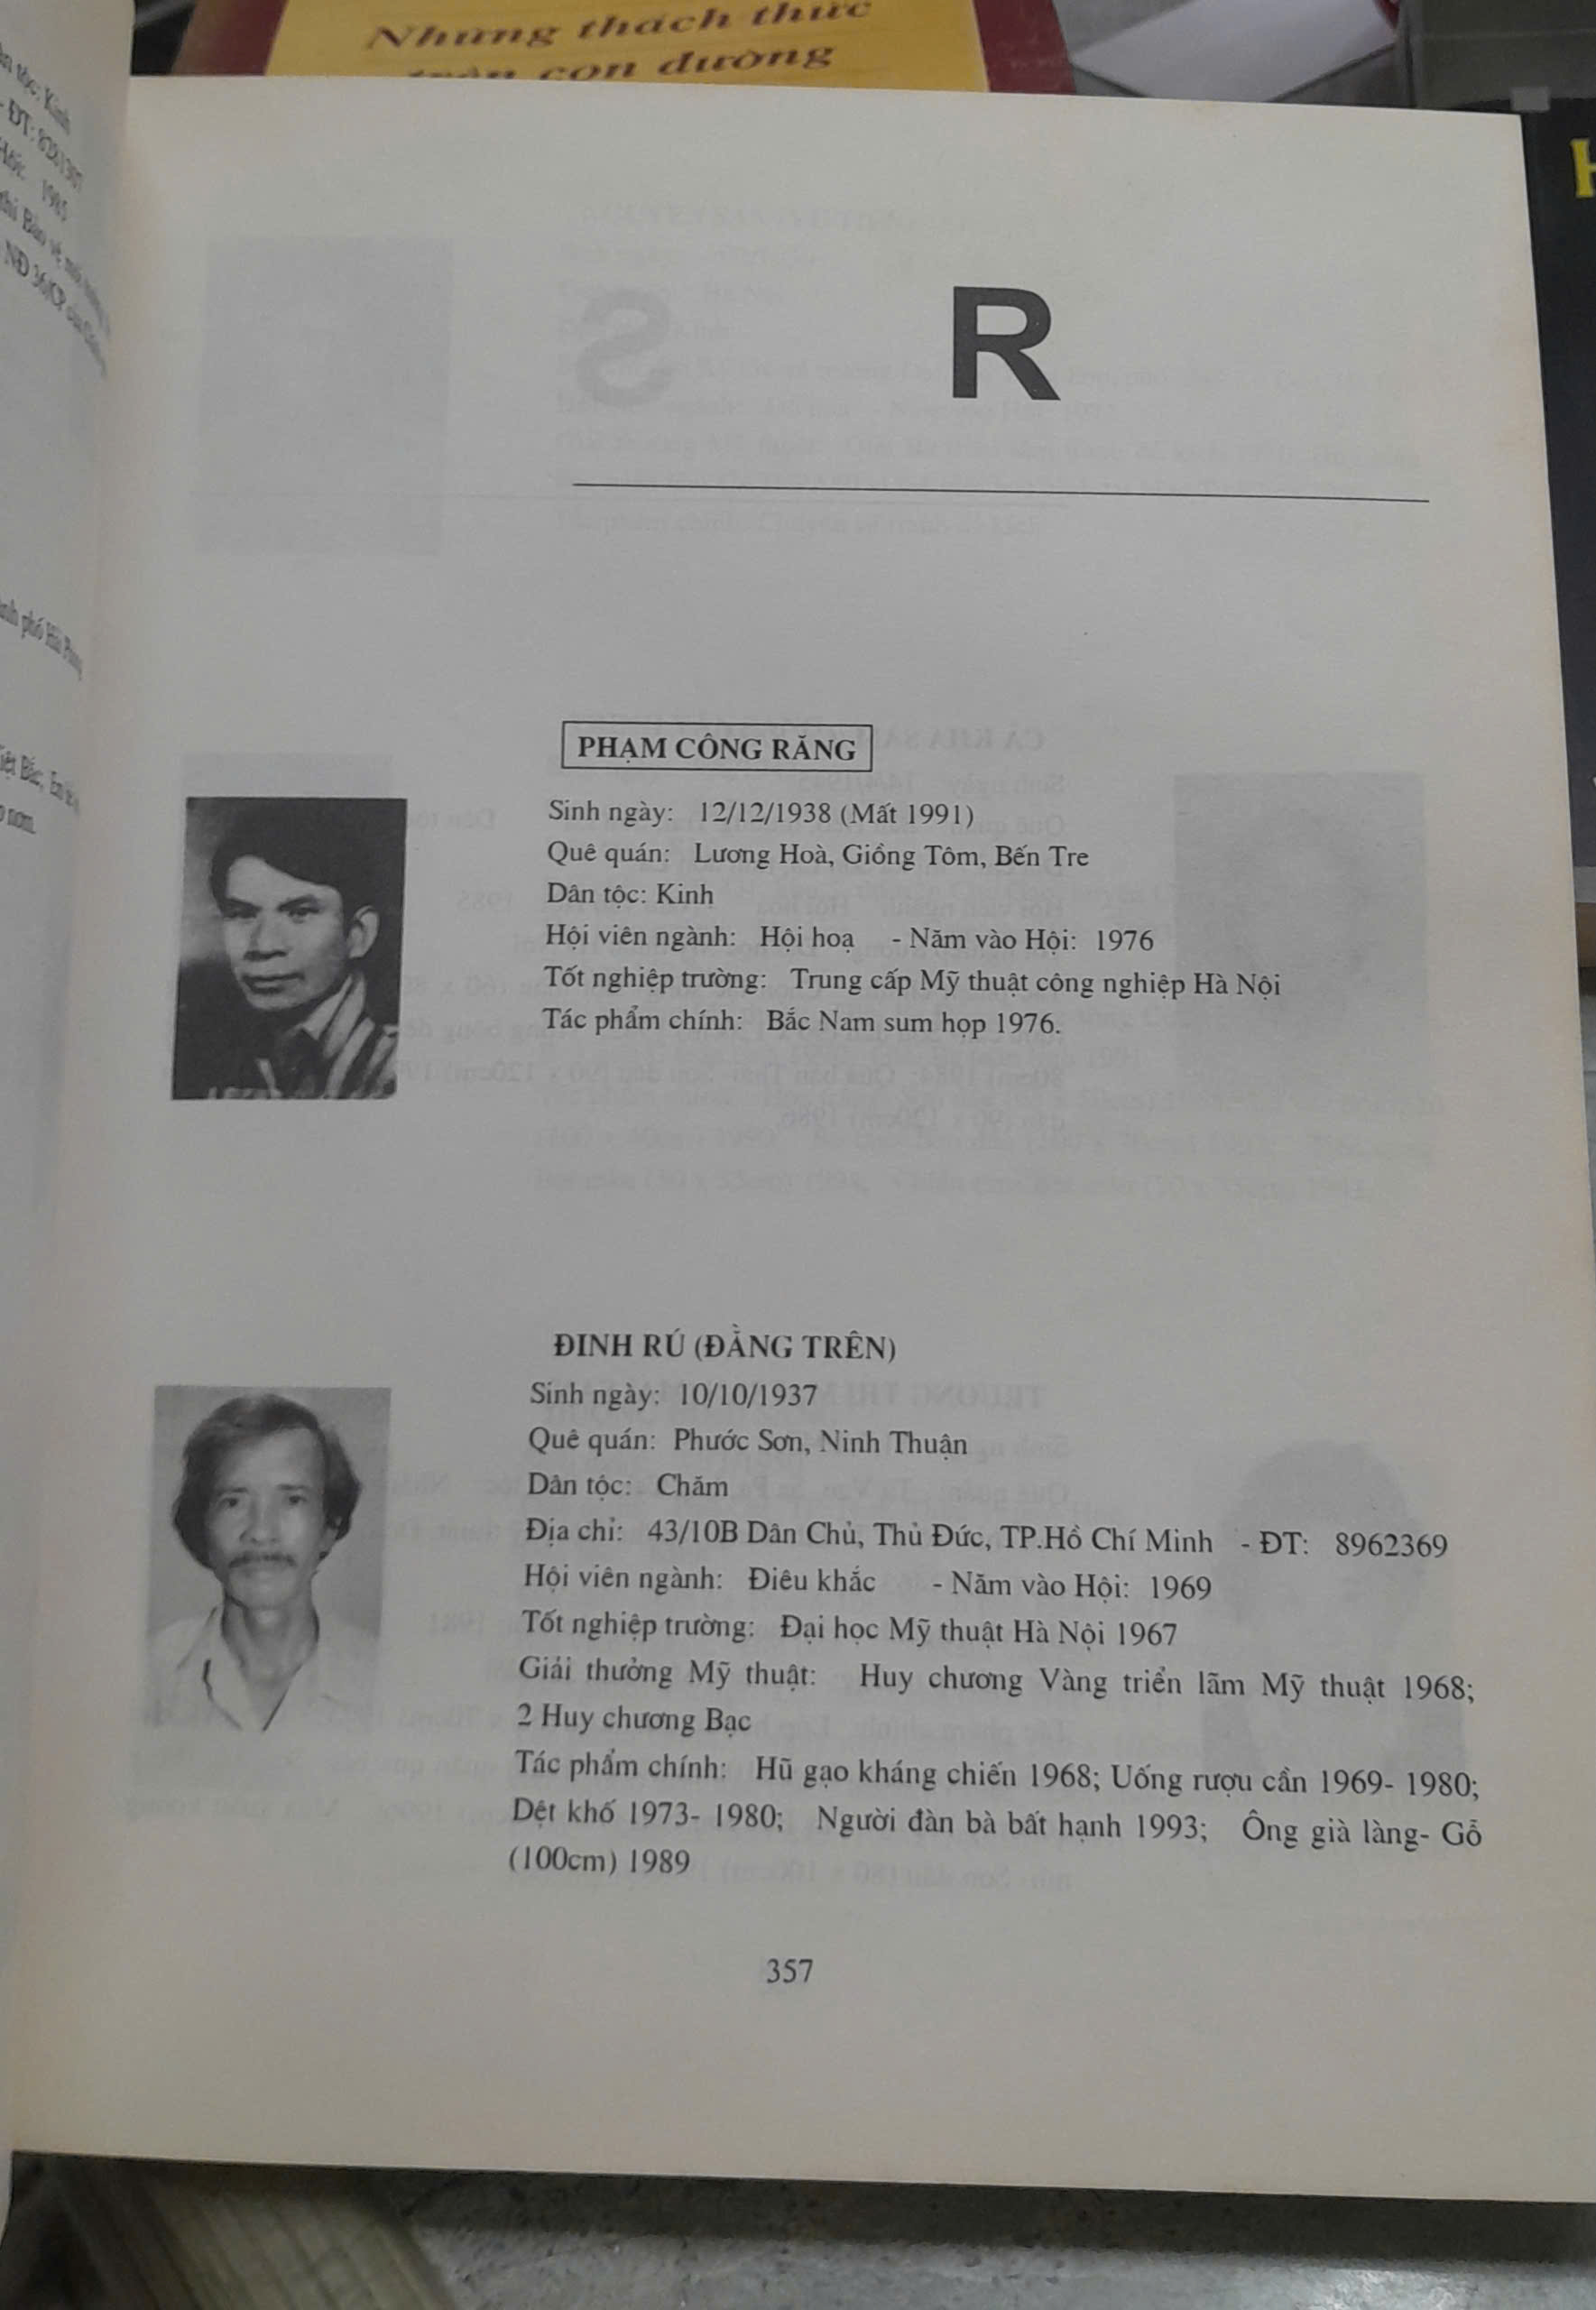 Những thách thức
trên con đường
R
PHẠM CÔNG RĂNG
Sinh ngày: 12/12/1938 (Mất 1991)
Quê quán: Lương Hoà, Giồng Tôm, Bến Tre
Dân tộc: Kinh
Hội viên ngành: Hội hoạ - Năm vào Hội: 1976
Tốt nghiệp trường: Trung cấp Mỹ thuật công nghiệp Hà Nội
Tác phẩm chính: Bắc Nam sum họp 1976.
ĐINH RÚ (ĐẰNG TRÊN)
Sinh ngày: 10/10/1937
Quê quán: Phước Sơn, Ninh Thuận
Dân tộc: Chăm
Địa chỉ: 43/10B Dân Chủ, Thủ Đức, TP.Hồ Chí Minh - ĐT: 8962369
Hội viên ngành: Điêu khắc - Năm vào Hội: 1969
Tốt nghiệp trường: Đại học Mỹ thuật Hà Nội 1967
Giải thưởng Mỹ thuật: Huy chương Vàng triển lãm Mỹ thuật 1968;
2 Huy chương Bạc
Tác phẩm chính: Hũ gạo kháng chiến 1968; Uống rượu cần 1969- 1980;
Dệt khố 1973- 1980; Người đàn bà bất hạnh 1993; Ông già làng- Gỗ
(100cm) 1989
357